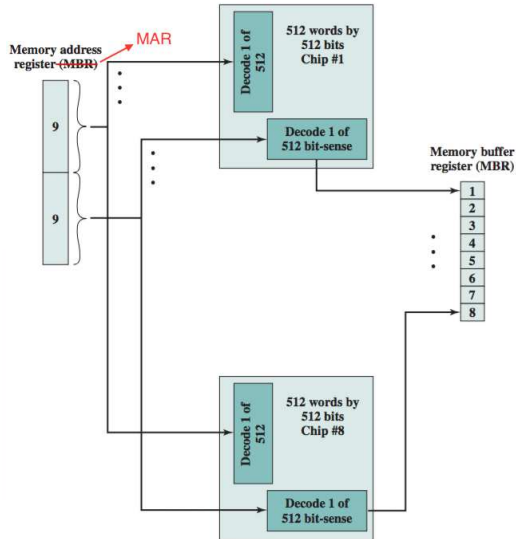 MAR
Memory address
register (MBR)
9
9
Decode 1 of
512
512 words by
512 bits
Chip #1
Decode 1 of
512 bit-sense
Memory buffer
register (MBR)
1
2
3
4
5
6
7
8
Decode 1 of
512
512 words by
512 bits
Chip #8
Decode 1 of
512 bit-sense